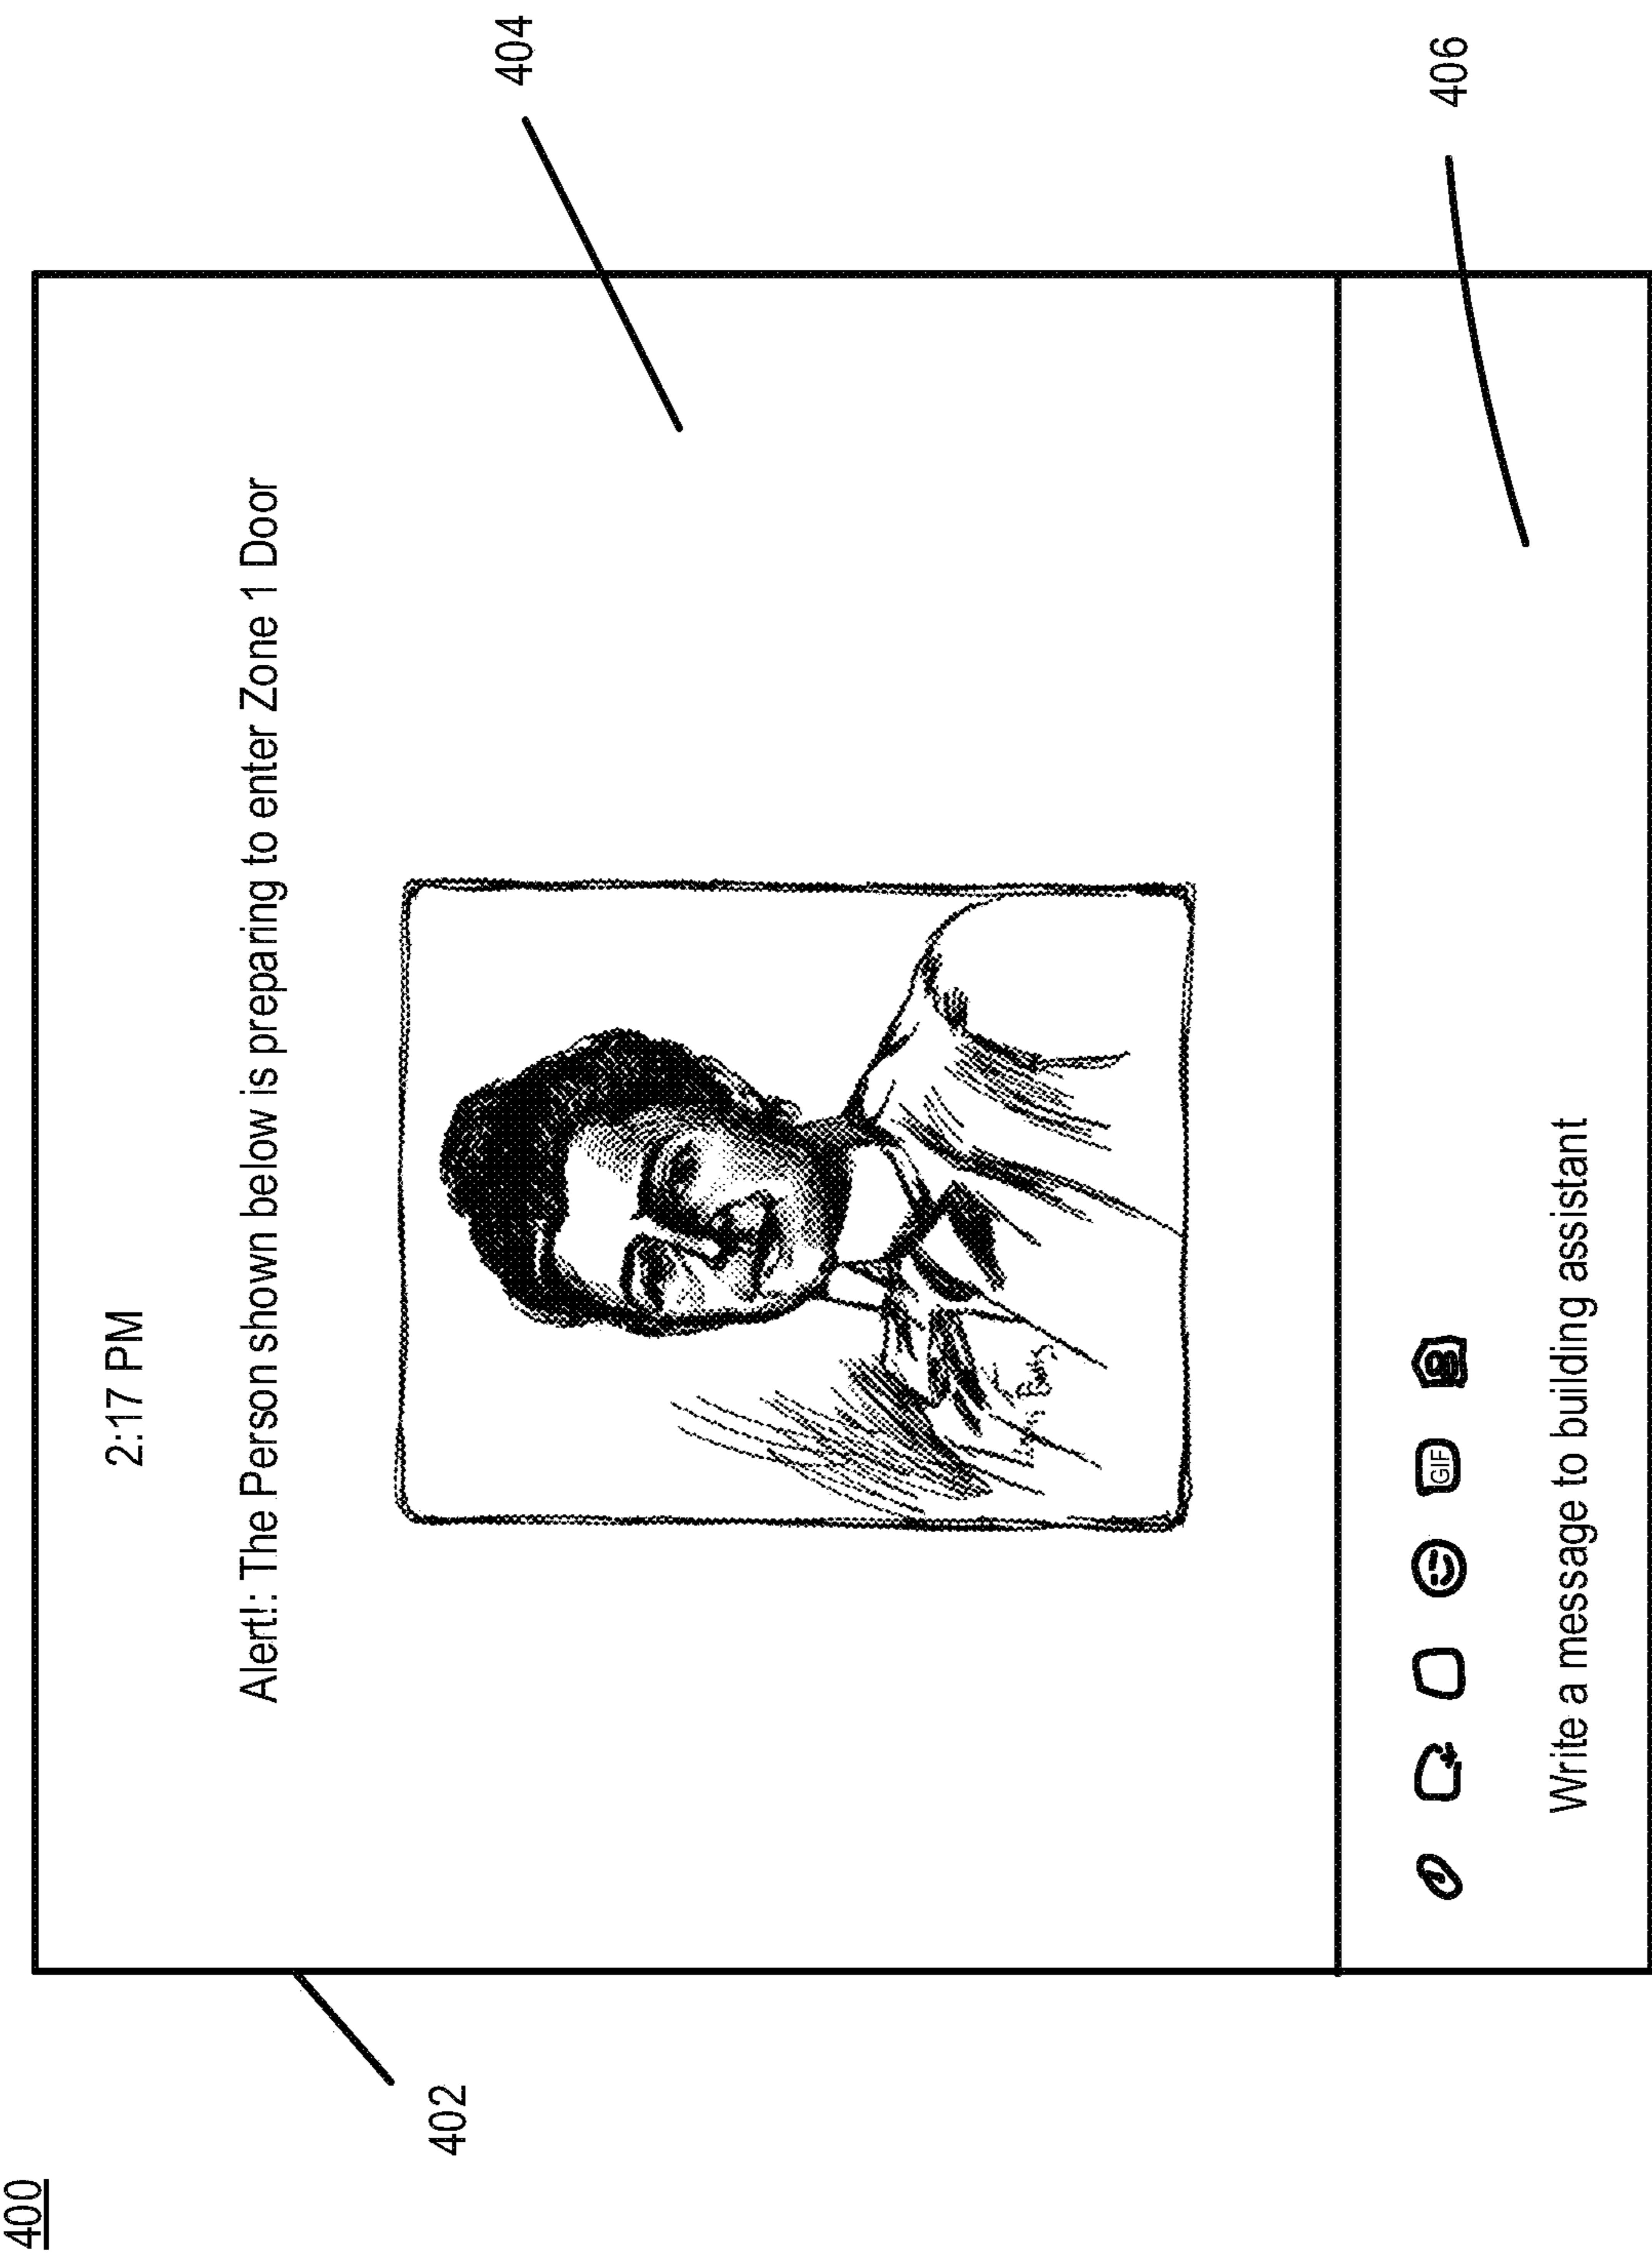 400
402
2:17 PM
Alert!: The Person shown below is preparing to enter Zone 1 Door
404
GIF
406
Write a message to building assistant